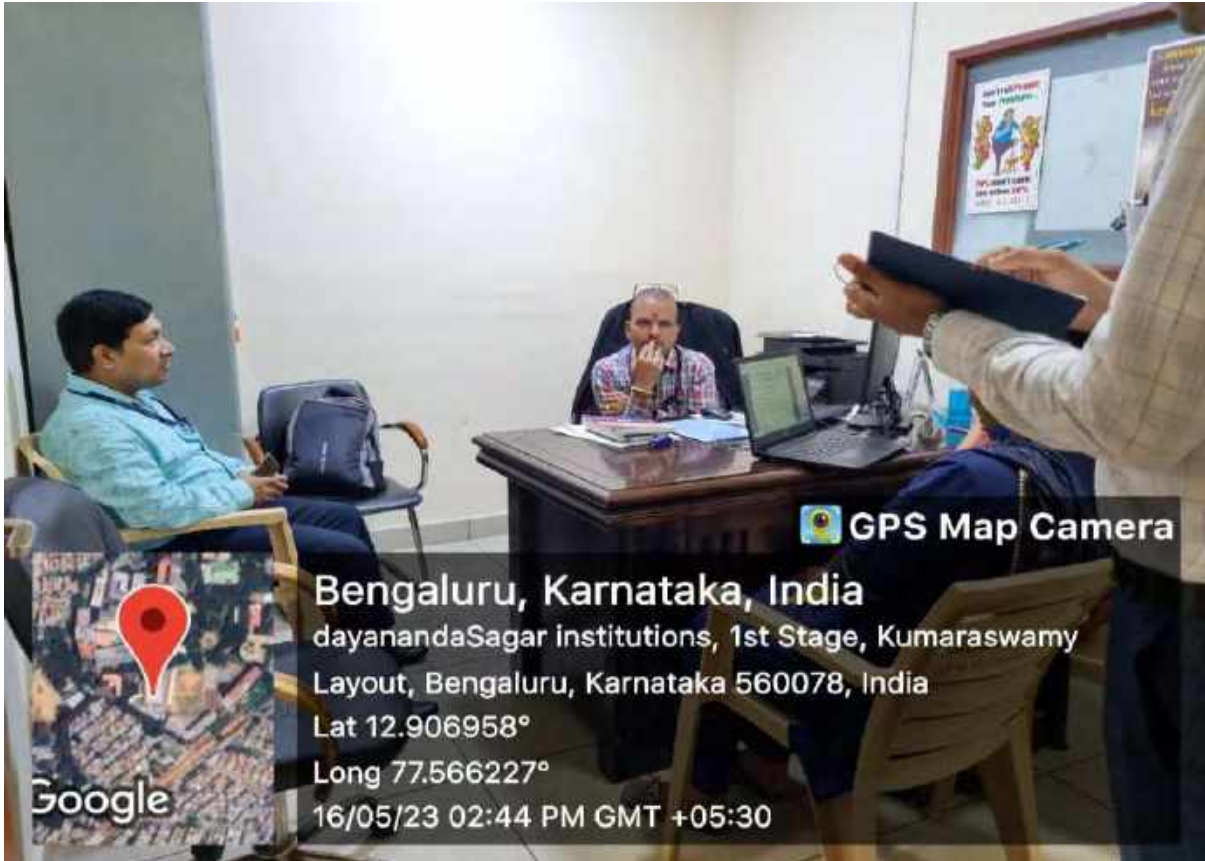 GPS Map Camera
Bengaluru, Karnataka, India
dayanandaSagar institutions, 1st Stage, Kumaraswamy
Layout, Bengaluru, Karnataka 560078, India
Lat 12.906958°
Long 77.566227°
16/05/23 02:44 PM GMT +05:30
Google